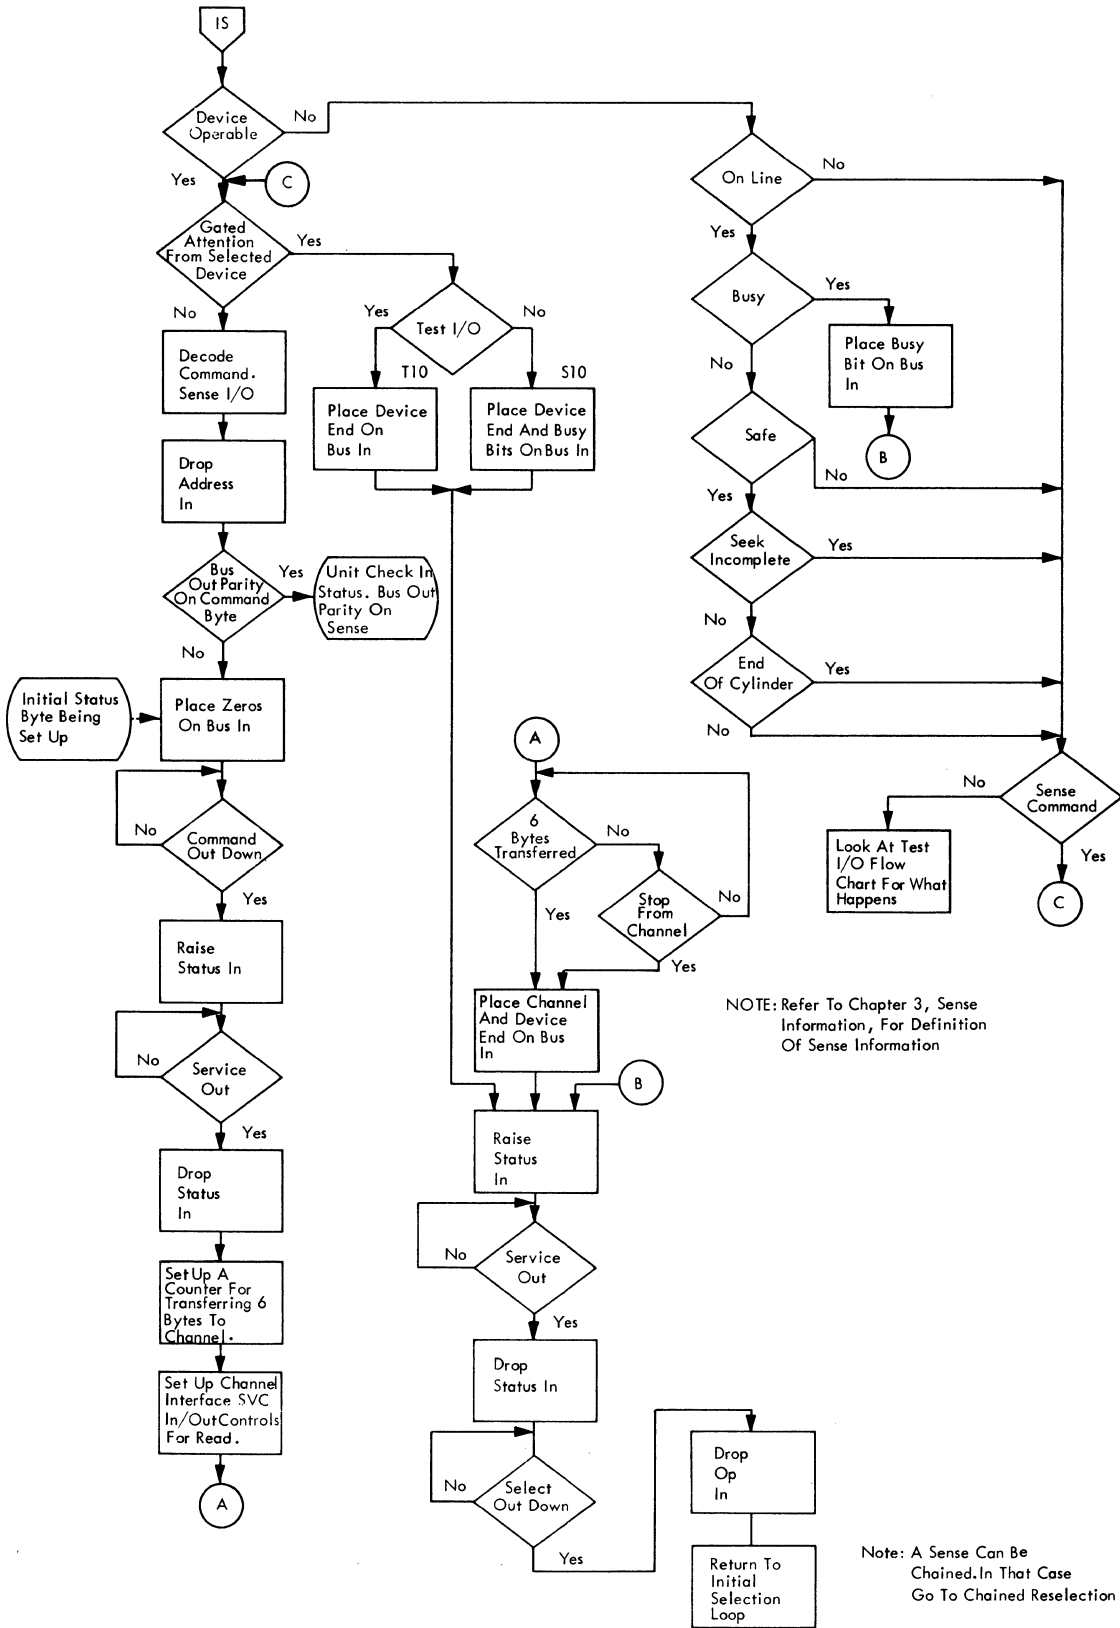 IS
Device
Operable
No
Yes
C
Gated
Attention
From Selected
Device
Yes
No
Decode
Command.
Sense I/O
Drop
Address
In
Bus
Out Parity
On Command
Byte
Yes
Unit Check In
Status. Bus Out
Parity On
Sense
No
Initial Status
Byte Being
Set Up
Place Zeros
On Bus In
No
Command
Out Down
Yes
Raise
Status In
No
Service
Out
Yes
Drop
Status
In
Set Up A
Counter For
Transferring 6
Bytes To
Channel.
Set Up Channel
Interface SVC
In/Out Controls
For Read.
A
Yes
Test I/O
No
T10
Place Device
End On
Bus In
S10
Place Device
End And Busy
Bits On Bus In
A
6
Bytes
Transferred
No
Yes
Stop
From
Channel
No
Yes
Place Channel
And Device
End On Bus
In
B
Raise
Status
In
No
Service
Out
Yes
Drop
Status In
No
Select
Out Down
Yes
Drop
Op
In
Return To
Initial
Selection
Loop
On Line
No
Yes
Busy
Yes
Place Busy
Bit On Bus
In
B
No
Safe
No
Yes
Seek
Incomplete
Yes
No
End
Of Cylinder
Yes
No
Sense
Command
No
Look At Test
I/O Flow
Chart For What
Happens
Yes
C
NOTE: Refer To Chapter 3, Sense
Information, For Definition
Of Sense Information
Note: A Sense Can Be
Chained. In That Case
Go To Chained Reselection